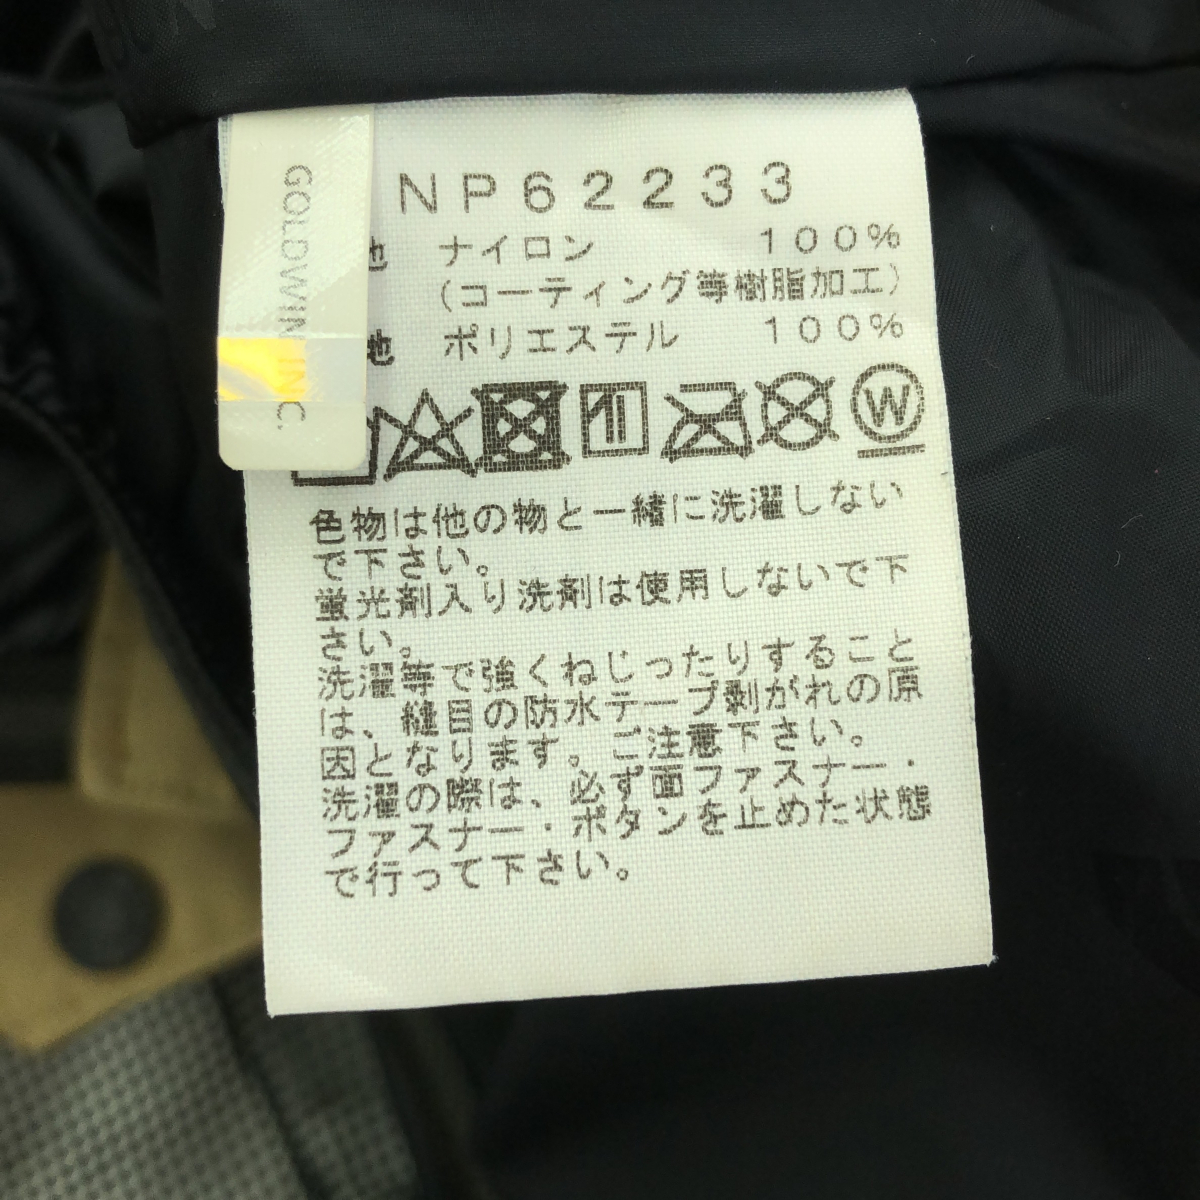 GOLDWIN INC.
NP62233
地 ナイロン 100%
(コーティング等樹脂加工)
地 ポリエステル 100%
W
色物は他の物と一緒に洗濯しない
で下さい。
蛍光剤入り洗剤は使用しないで下
さい。
洗濯等で強くねじったりすること
は、縫目の防水テープ剥がれの原
因となります。ご注意下さい。
洗濯の際は、必ず面ファスナー・
ファスナー・ボタンを止めた状態
で行って下さい。